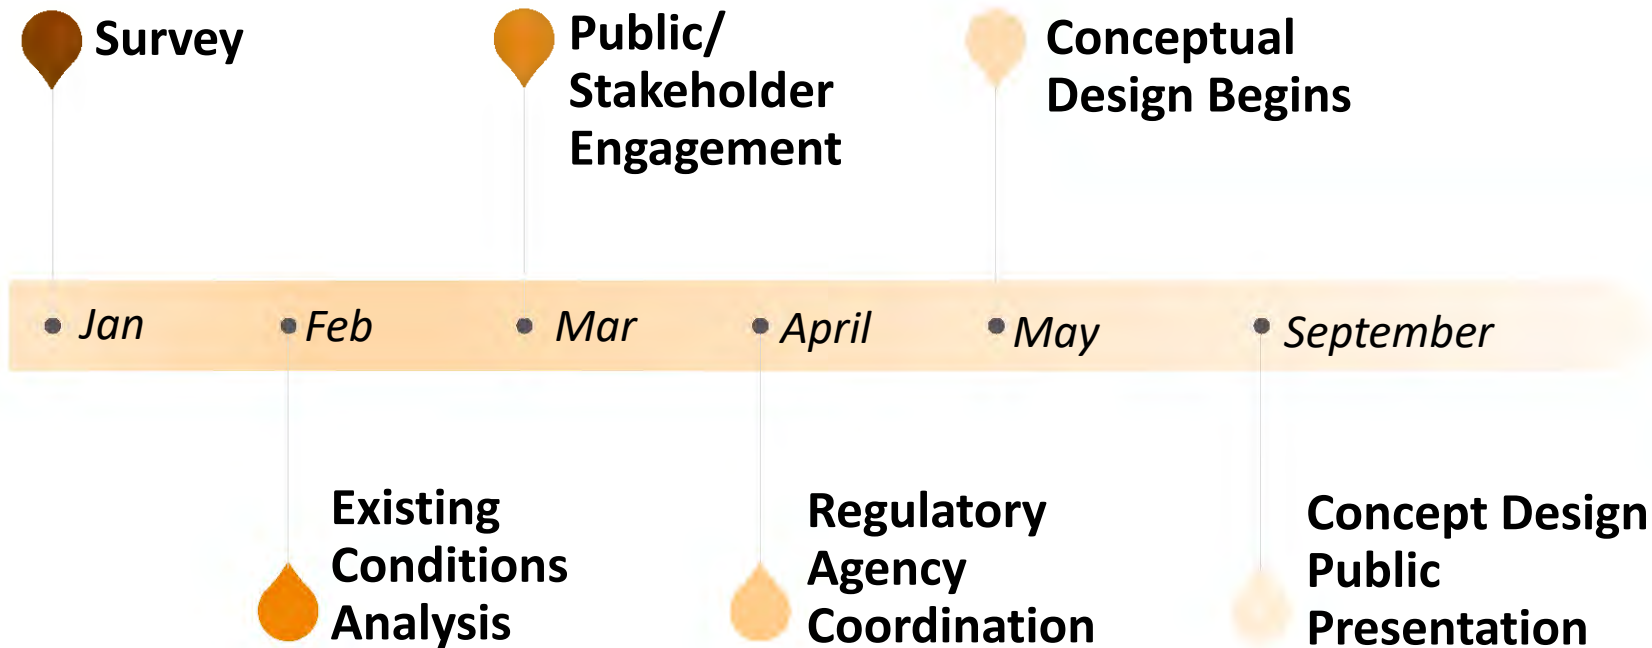 Survey
Public/
Stakeholder
Engagement
Conceptual
Design Begins
Jan
Feb
Mar
April
May
September
Existing
Conditions
Analysis
Regulatory
Agency
Coordination
Concept Design
Public
Presentation